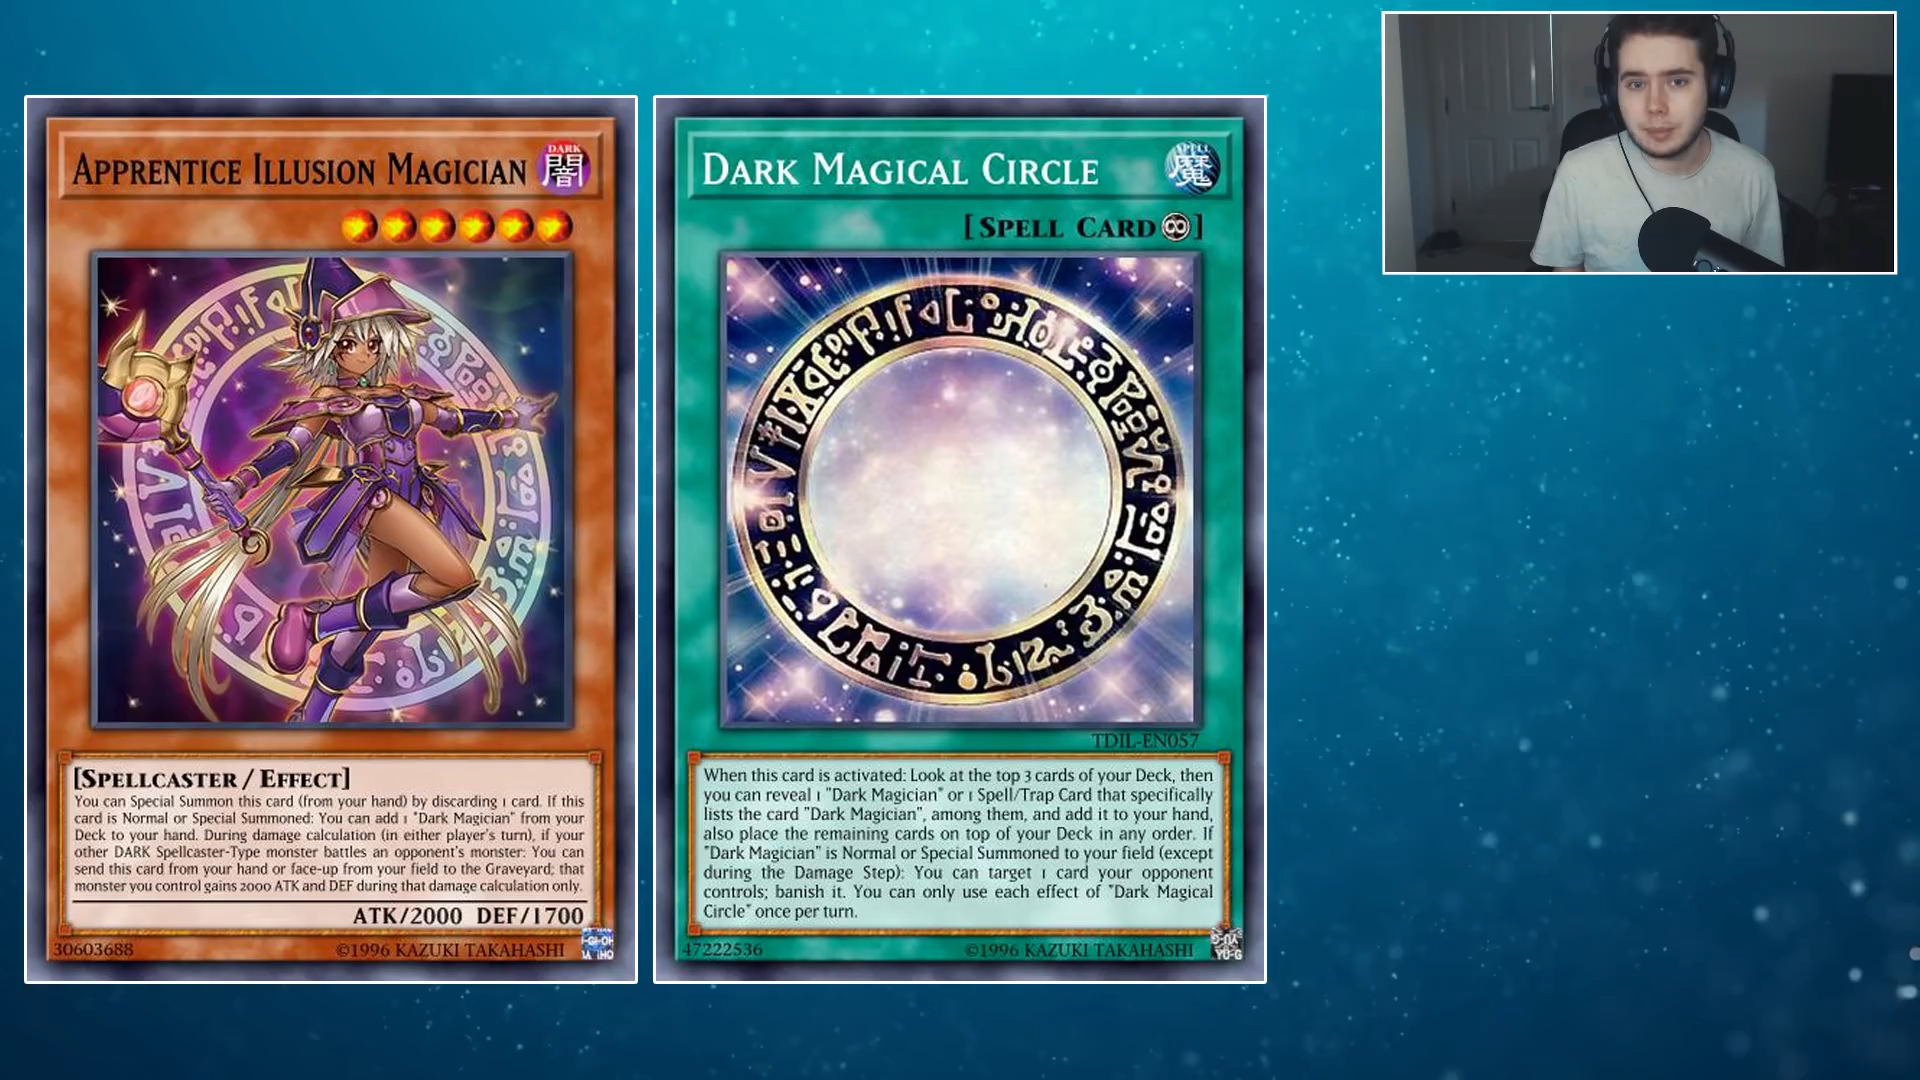 APPRENTICE ILLUSION MAGICIAN
DARK
闇
[SPELLCASTER / EFFECT]
You can Special Summon this card (from your hand) by discarding 1 card. If this
card is Normal or Special Summoned: You can add 1 "Dark Magician" from your
Deck to your hand. During damage calculation (in either player's turn), if your
other DARK Spellcaster-Type monster battles an opponent's monster: You can
send this card from your hand or face-up from your field to the Graveyard; that
monster you control gains 2000 ATK and DEF during that damage calculation only.
ATK/2000 DEF/1700
30603688
©1996 KAZUKI TAKAHASHI
DARK MAGICAL CIRCLE
SPELL
魔
[SPELL CARD]
TDIL-EN057
When this card is activated: Look at the top 3 cards of your Deck, then
you can reveal 1 "Dark Magician" or 1 Spell/Trap Card that specifically
lists the card "Dark Magician", among them, and add it to your hand,
also place the remaining cards on top of your Deck in any order. If
"Dark Magician" is Normal or Special Summoned to your field (except
during the Damage Step): You can target 1 card your opponent
controls; banish it. You can only use each effect of "Dark Magical
Circle" once per turn.
47222536
©1996 KAZUKI TAKAHASHI